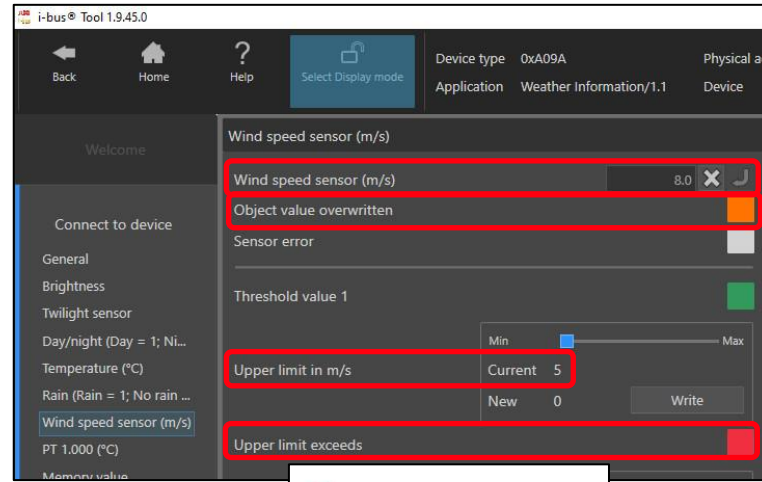 i-bus® Tool 1.9.45.0
Back
Home
Help
Select Display mode
Device type 0xA09A
Physical a
Application Weather Information/1.1
Device
Welcome
Connect to device
General
Brightness
Twilight sensor
Day/night (Day = 1; Ni...
Temperature (°C)
Rain (Rain = 1; No rain ...
Wind speed sensor (m/s)
PT 1.000 (°C)
Memory value
Wind speed sensor (m/s)
Wind speed sensor (m/s) 8.0
Object value overwritten
Sensor error
Threshold value 1
Min Max
Upper limit in m/s Current 5
New 0 Write
Upper limit exceeds